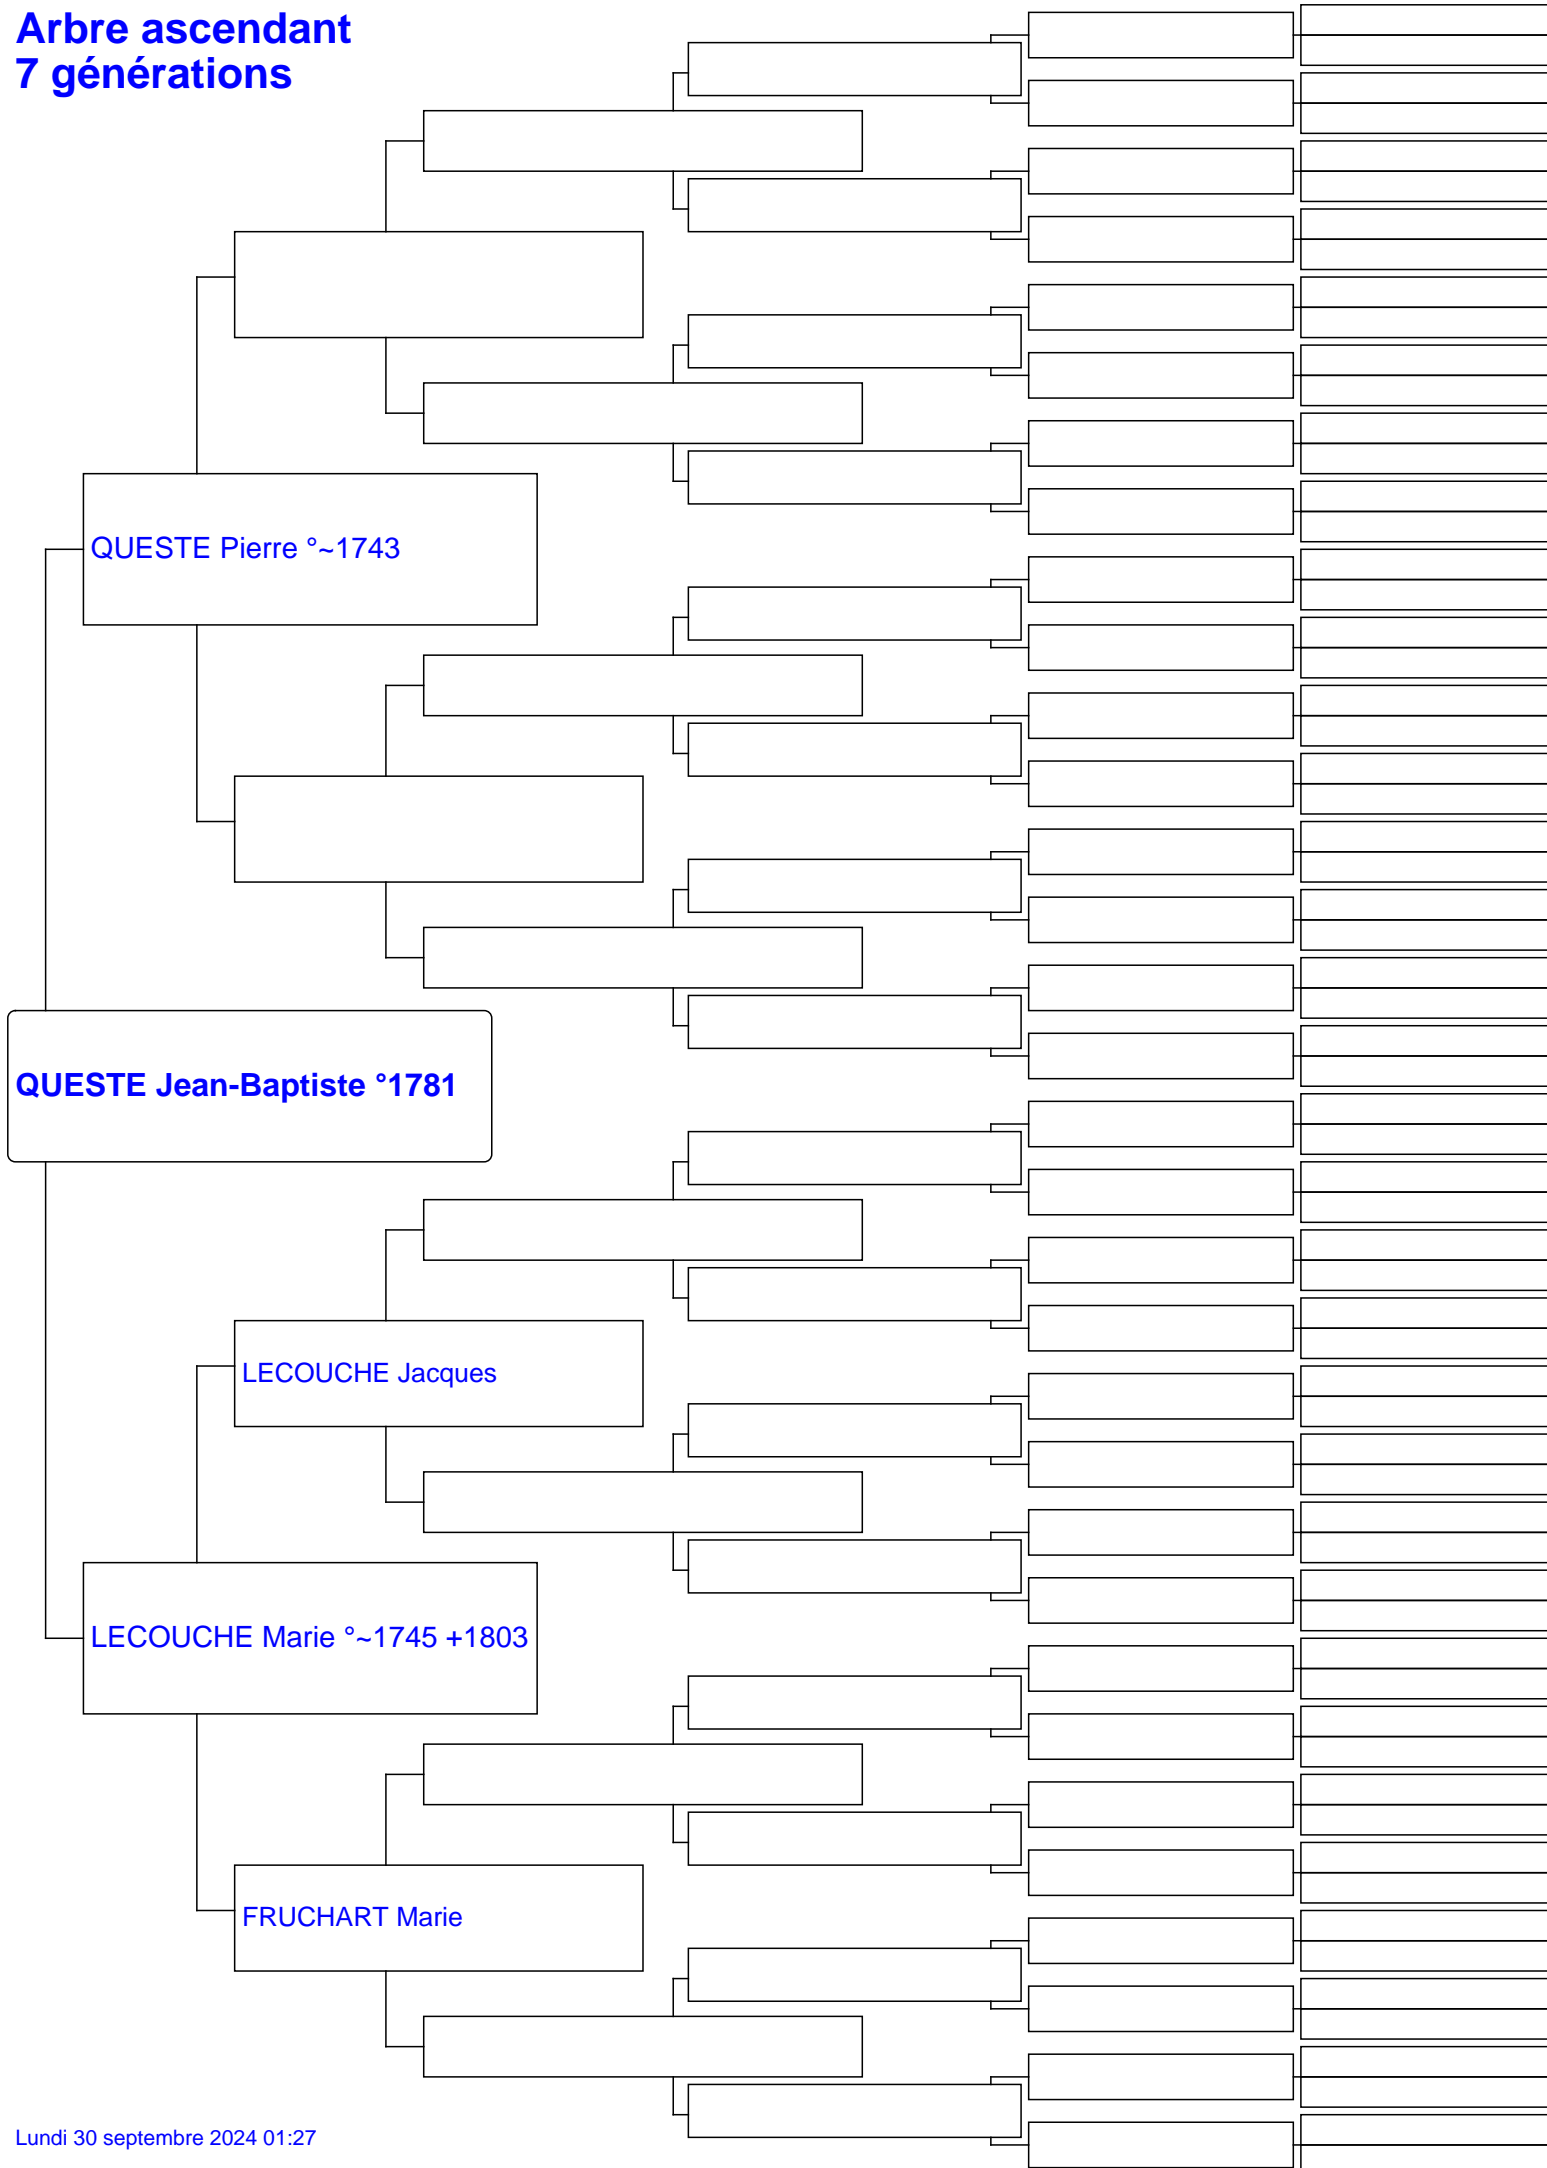 Arbre ascendant
7 générations
QUESTE Pierre °~1743
QUESTE Jean-Baptiste °1781
LECOUCHE Jacques
LECOUCHE Marie °~1745 +1803
FRUCHART Marie
Lundi 30 septembre 2024 01:27